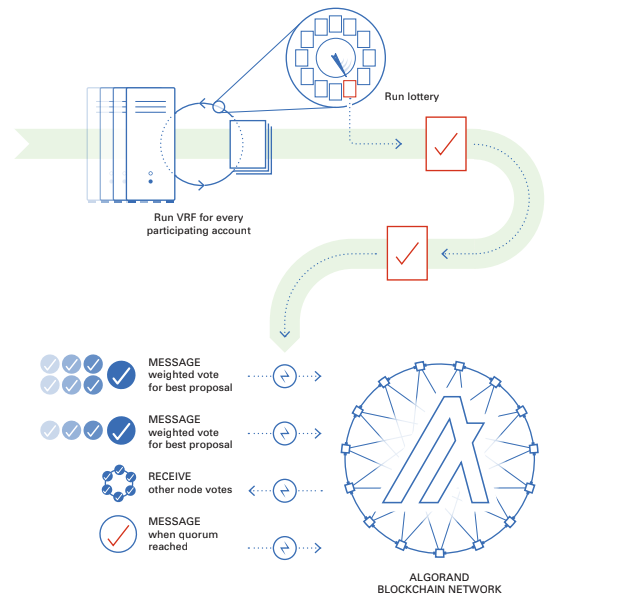 Run lottery
Run VRF for every
participating account
MESSAGE
weighted vote
for best proposal
MESSAGE
weighted vote
for best proposal
RECEIVE
other node votes
MESSAGE
when quorum
reached
ALGORAND
BLOCKCHAIN NETWORK